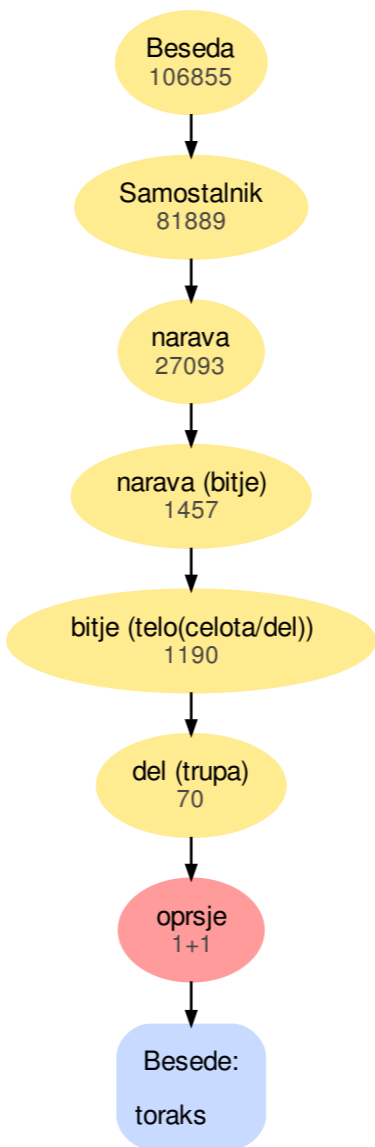 Beseda
106855
Samostalnik
81889
narava
27093
narava (bitje)
1457
bitje (telo(celota/del))
1190
del (trupa)
70
oprsje
1+1
Besede:
toraks